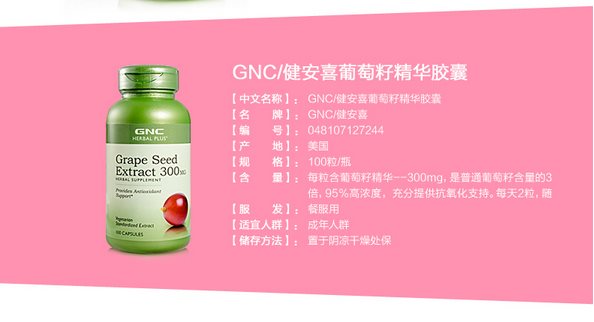 GNC/健安喜葡萄籽精华胶囊
【中文名称】： GNC/健安喜葡萄籽精华胶囊
【名 牌】： GNC/健安喜
【编 号】： 048107127244
【产 地】： 美国
【规 格】： 100粒/瓶
【含 量】： 每粒含葡萄籽精华--300mg，是普通葡萄籽含量的3
倍，95%高浓度，充分提供抗氧化支持。每天2粒，随
【服 发】： 餐服用
【适宜人群】： 成年人群
【储存方法】： 置于阴凉干燥处保
GNC
HERBAL PLUS
Grape Seed
Extract 300MG
HERBAL SUPPLEMENT
Provides Antioxidant
Support*
Vegetarian
Standardized Extract
100 CAPSULES